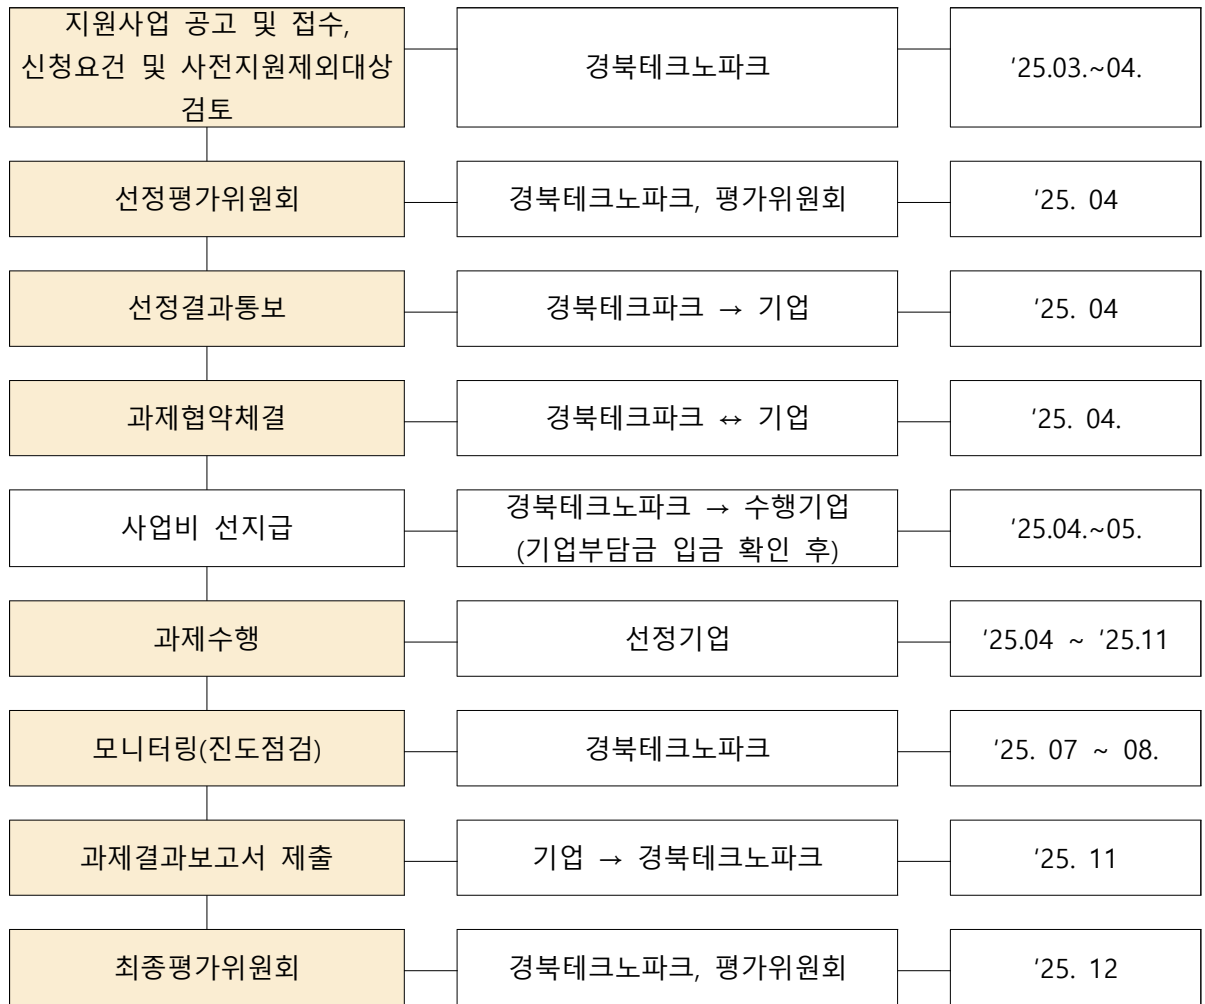 지원사업 공고 및 접수,
신청요건 및 사전지원제외대상
검토
경북테크노파크
'25.03.~04.
선정평가위원회
경북테크노파크, 평가위원회
'25. 04
선정결과통보
경북테크파크 → 기업
'25. 04
과제협약체결
경북테크파크 ↔ 기업
'25. 04.
사업비 선지급
경북테크노파크 → 수행기업
(기업부담금 입금 확인 후)
'25.04.~05.
과제수행
선정기업
'25.04 ~ '25.11
모니터링(진도점검)
경북테크노파크
'25. 07 ~ 08.
과제결과보고서 제출
기업 → 경북테크노파크
'25. 11
최종평가위원회
경북테크노파크, 평가위원회
'25. 12